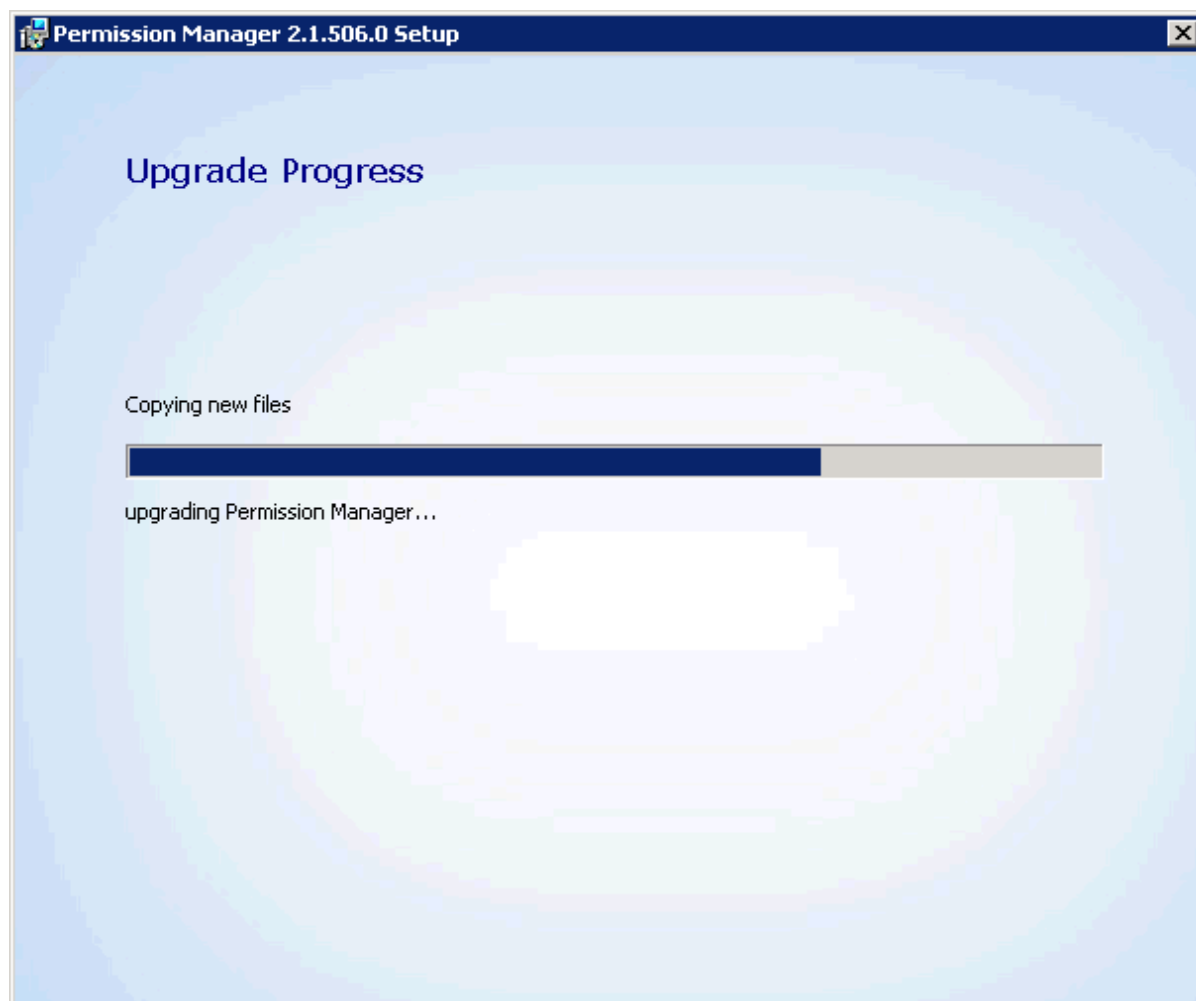 Permission Manager 2.1.506.0 Setup
Upgrade Progress
Copying new files
upgrading Permission Manager...